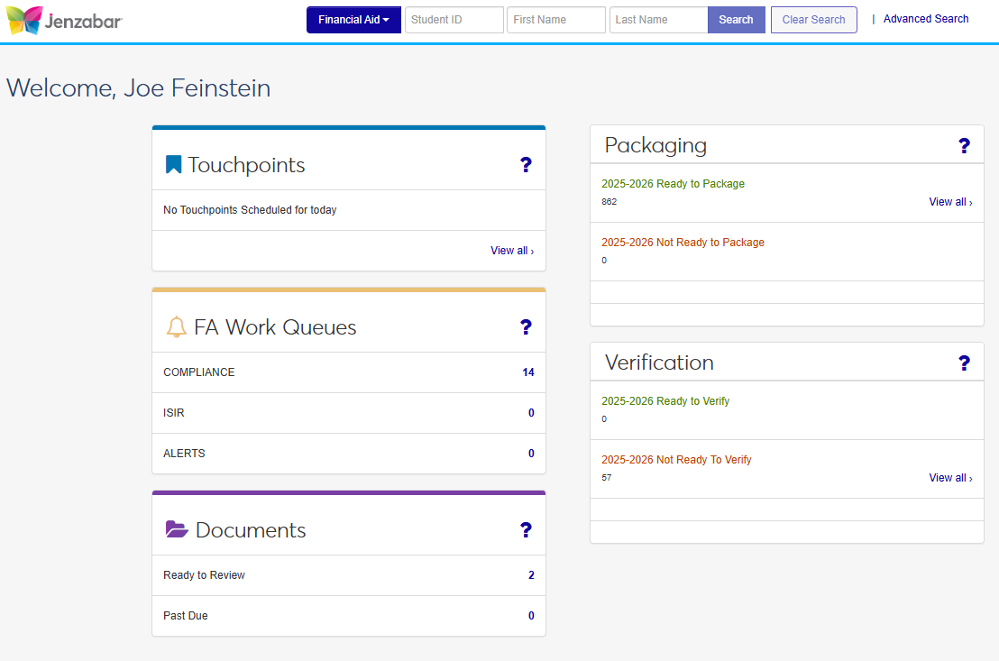 Jenzabar
Financial Aid Student ID First Name Last Name Search Clear Search | Advanced Search
Welcome, Joe Feinstein
Touchpoints ?
No Touchpoints Scheduled for today
View all ›
FA Work Queues ?
COMPLIANCE 14
ISIR 0
ALERTS 0
Documents ?
Ready to Review 2
Past Due 0
Packaging ?
2025-2026 Ready to Package
862 View all ›
2025-2026 Not Ready to Package
0
Verification ?
2025-2026 Ready to Verify
0
2025-2026 Not Ready To Verify
57 View all ›